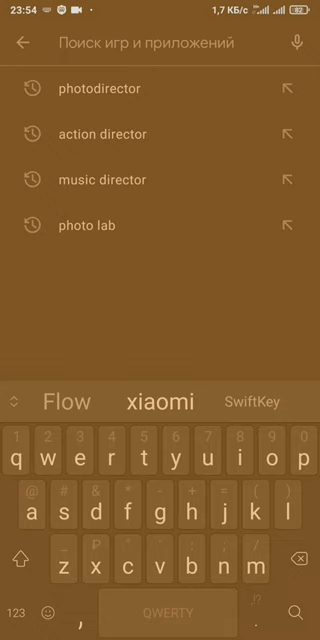 23:54 1,7 КБ/с 82
Поиск игр и приложений
photodirector
action director
music director
photo lab
Flow xiaomi SwiftKey
1 2 3 4 5 6 7 8 9 0
q w e r t y u i o p
@ # & * - + = ( )
a s d f g h j k l
_ ₽ " ' : ; /
z x c v b n m
!?
123 , QWERTY .